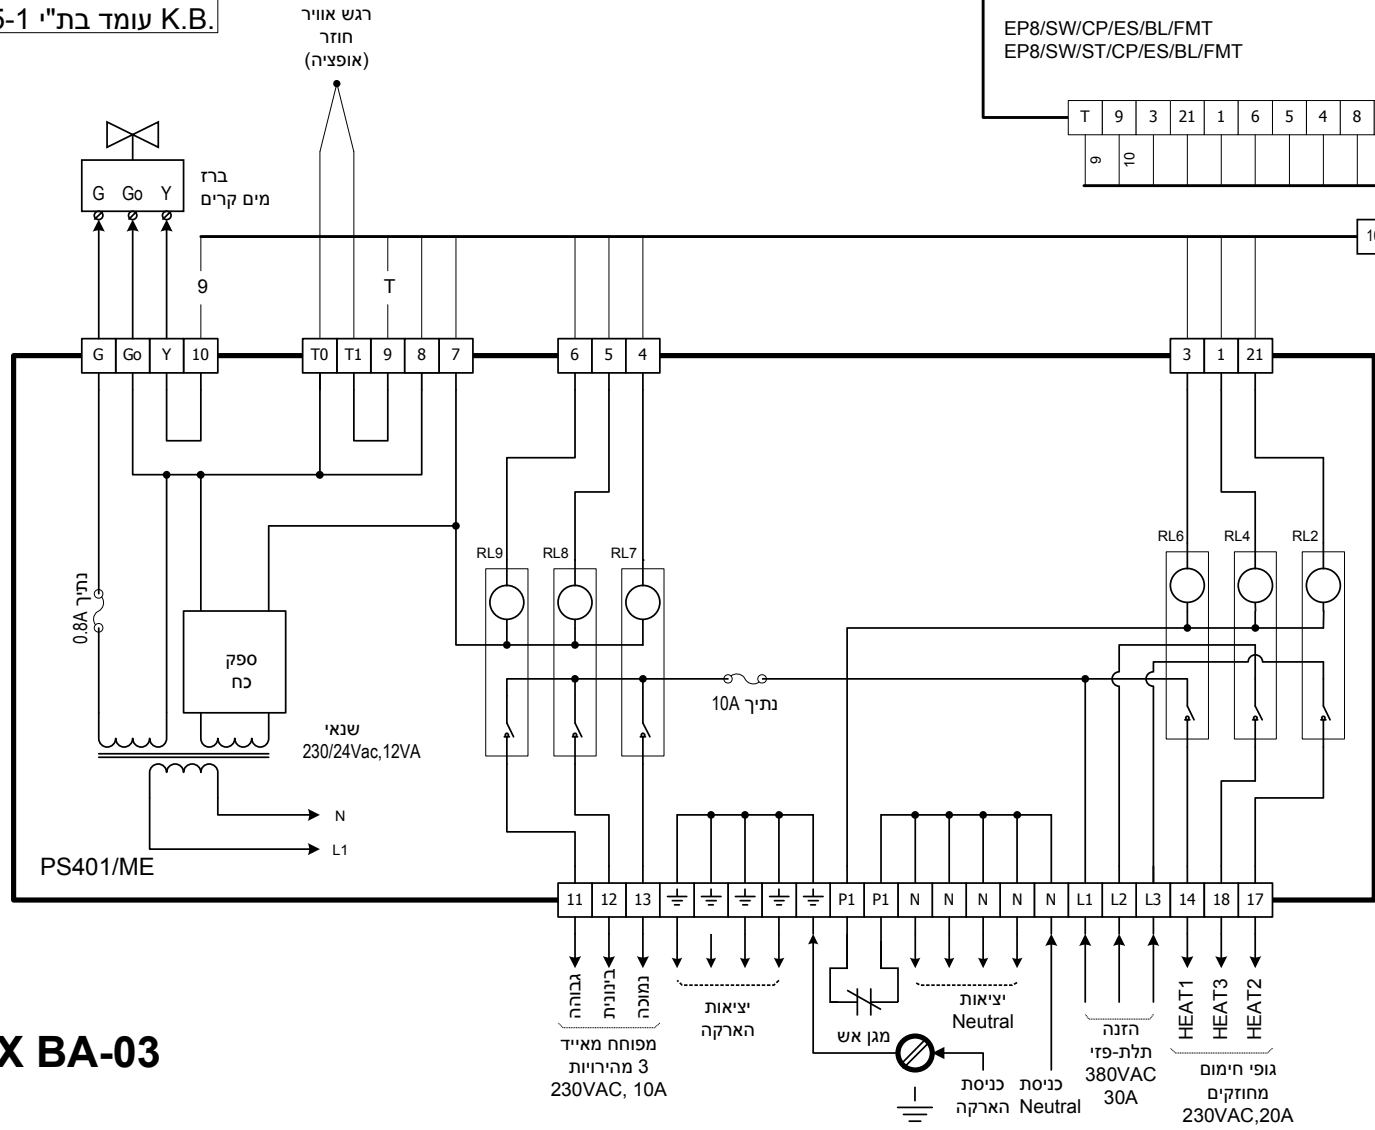 K.B. עומד בת"י 5-1
רגש אוויר
חוזר
(אופציה)
EP8/SW/CP/ES/BL/FMT
EP8/SW/ST/CP/ES/BL/FMT
T 9 3 21 1 6 5 4 8
9 10
G Go Y
ברז
מים קרים
9 T
G Go Y 10 T0 T1 9 8 7 6 5 4 3 1 21
RL9 RL8 RL7 RL6 RL4 RL2
נתיך 0.8A
ספק
כח
נתיך 10A
שנאי
230/24Vac,12VA
N
L1
PS401/ME
11 12 13 P1 P1 N N N N N L1 L2 L3 14 18 17
גבוהה
בינונית
נמוכה
מפוחח מאייד
3 מהירויות
230VAC, 10A
יציאות
הארקה
מגן אש
יציאות
Neutral
כניסת
הארקה
כניסת
Neutral
הזנה
תלת-פזי
380VAC
30A
HEAT1
HEAT3
HEAT2
גופי חימום
מחוזקים
230VAC,20A
X BA-03